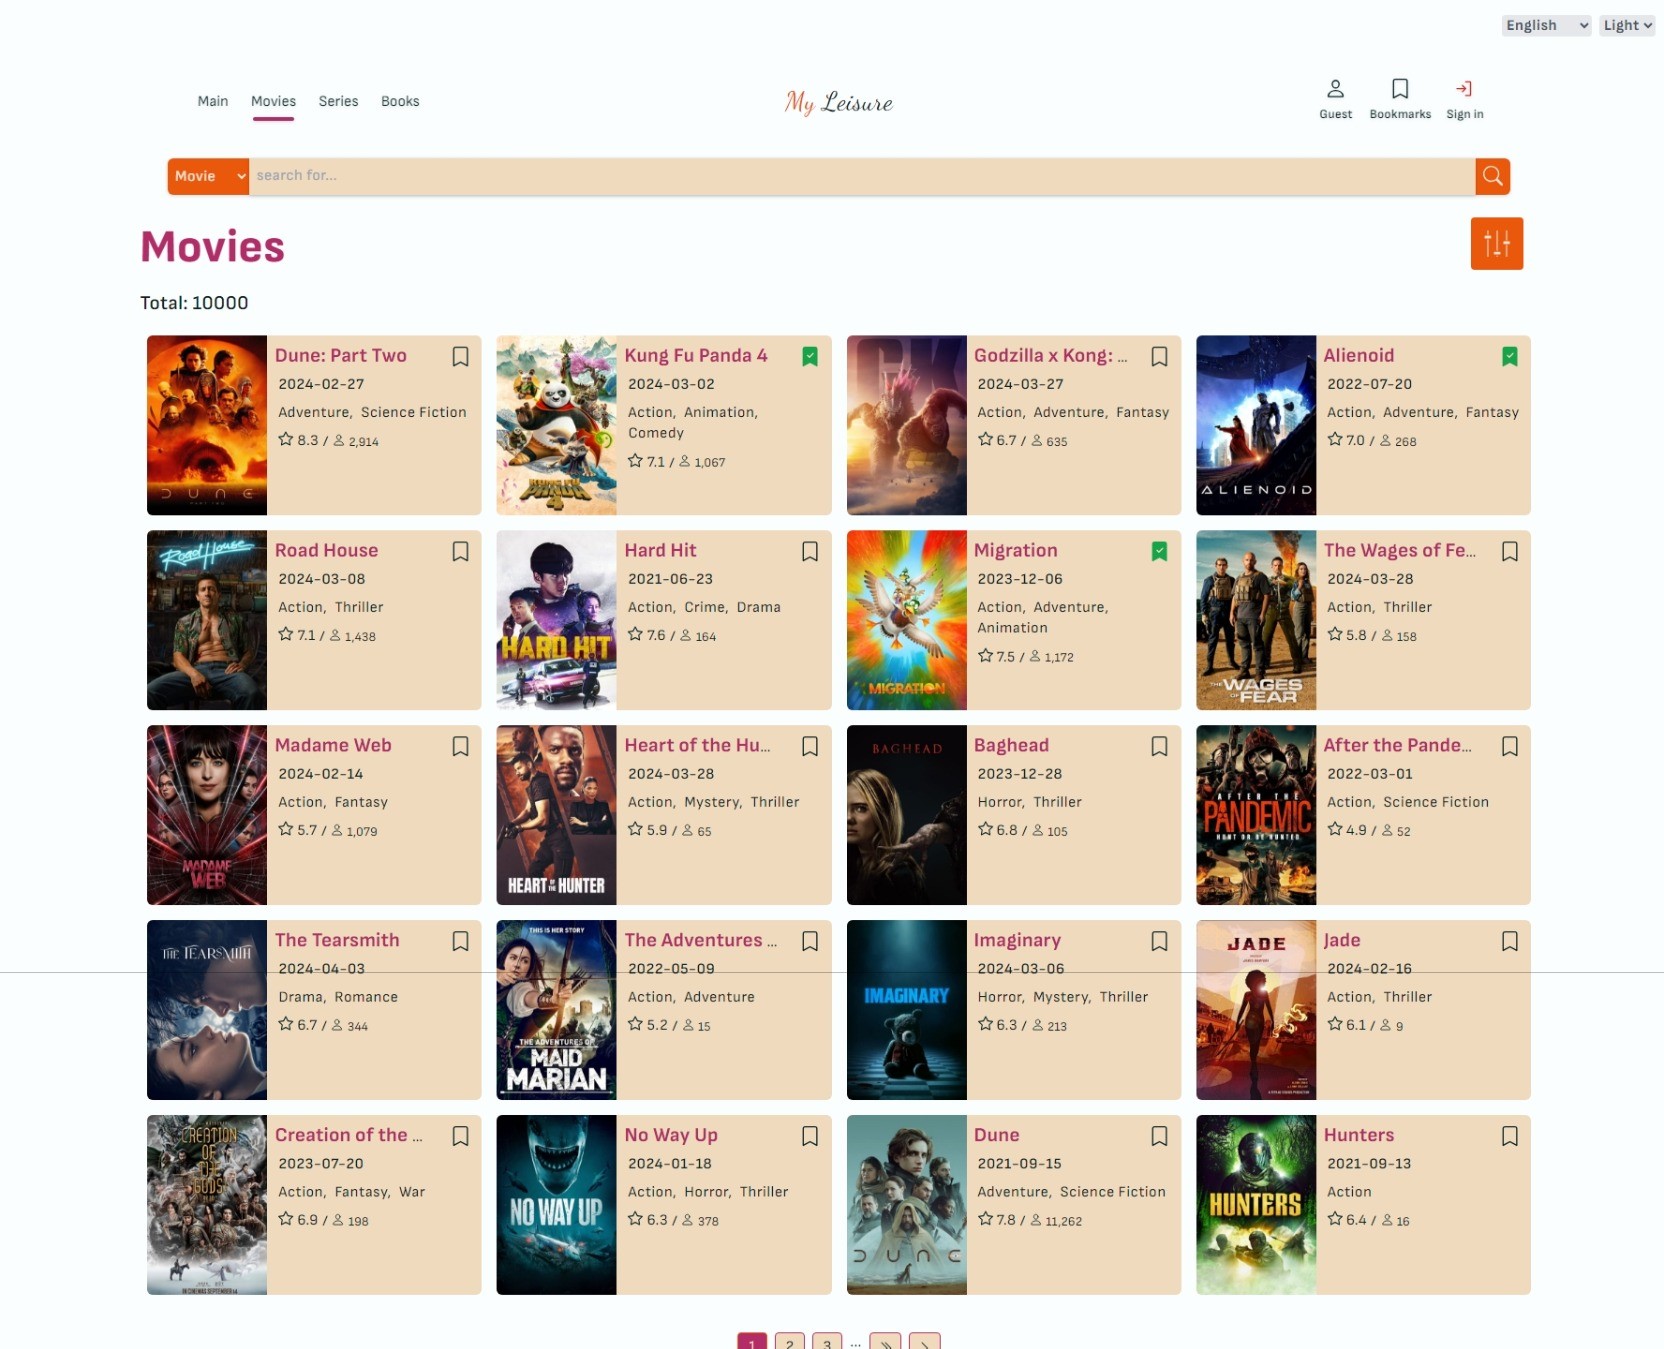 English Light
Main Movies Series Books
My Leisure
Guest Bookmarks Sign in
Movie search for...
Movies
Total: 10000
Dune: Part Two
2024-02-27
Adventure, Science Fiction
8.3 / 2,914
DUNE
Kung Fu Panda 4
2024-03-02
Action, Animation,
Comedy
7.1 / 1,067
KUNG FU
PANDA
4
Godzilla x Kong: ...
2024-03-27
Action, Adventure, Fantasy
6.7 / 635
GK
Alienoid
2022-07-20
Action, Adventure, Fantasy
7.0 / 268
ALIENOID
Road House
Road House
2024-03-08
Action, Thriller
7.1 / 1,438
Hard Hit
2021-06-23
Action, Crime, Drama
7.6 / 164
HARD HIT
Migration
2023-12-06
Action, Adventure,
Animation
7.5 / 1,172
MIGRATION
The Wages of Fe...
2024-03-28
Action, Thriller
5.8 / 158
THE WAGES
OF FEAR
Madame Web
2024-02-14
Action, Fantasy
5.7 / 1,079
MADAME
WEB
Heart of the Hu...
2024-03-28
Action, Mystery, Thriller
5.9 / 65
HEART OF THE HUNTER
BAGHEAD
Baghead
2023-12-28
Horror, Thriller
6.8 / 105
After the Pande...
2022-03-01
Action, Science Fiction
4.9 / 52
AFTER THE
PANDEMIC
HUNT OR BE HUNTED
THE TEARSMITH
The Tearsmith
2024-04-03
Drama, Romance
6.7 / 344
THIS IS HER STORY
The Adventures ...
2022-05-09
Action, Adventure
5.2 / 15
THE ADVENTURES OF
MAID
MARIAN
Imaginary
2024-03-06
Horror, Mystery, Thriller
6.3 / 213
IMAGINARY
JADE
Jade
2024-02-16
Action, Thriller
6.1 / 9
CREATION
OF
THE
GODS
Creation of the ...
2023-07-20
Action, Fantasy, War
6.9 / 198
IN CINEMAS SEPTEMBER 14
No Way Up
2024-01-18
Action, Horror, Thriller
6.3 / 378
NO WAY UP
Dune
2021-09-15
Adventure, Science Fiction
7.8 / 11,262
DUNE
Hunters
2021-09-13
Action
6.4 / 16
HUNTERS
1 2 3 ... » >